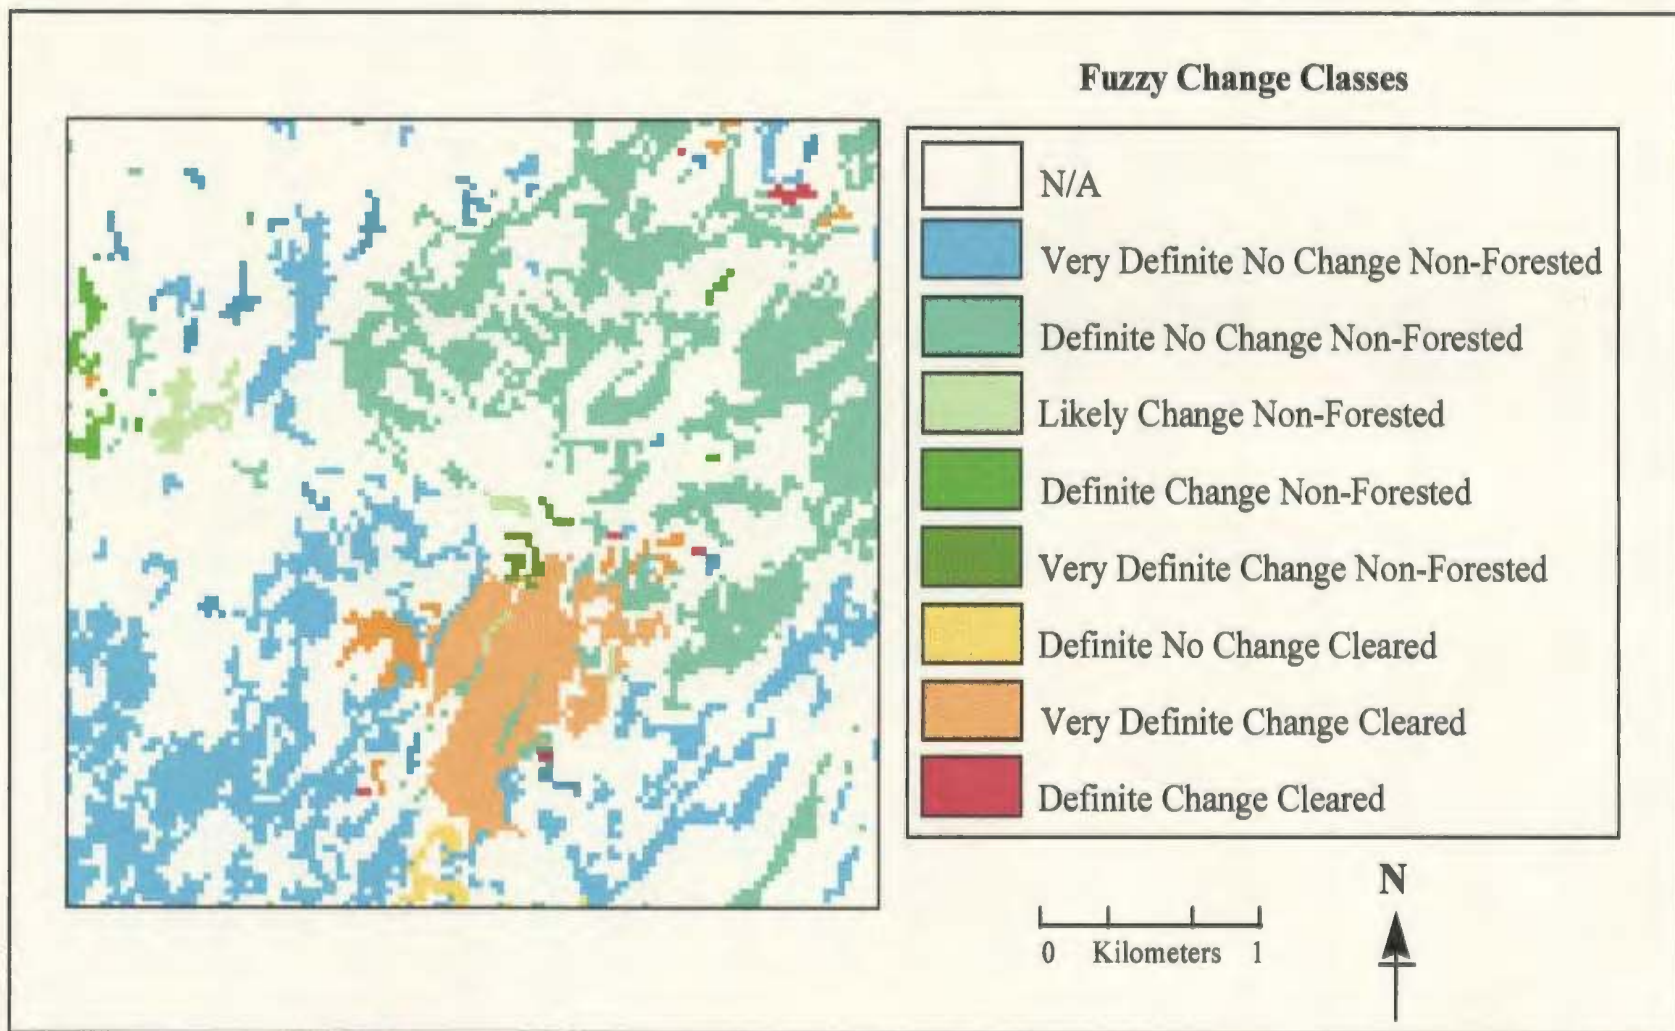 Fuzzy Change Classes
N/A
Very Definite No Change Non-Forested
Definite No Change Non-Forested
Likely Change Non-Forested
Definite Change Non-Forested
Very Definite Change Non-Forested
Definite No Change Cleared
Very Definite Change Cleared
Definite Change Cleared
N
0 Kilometers 1